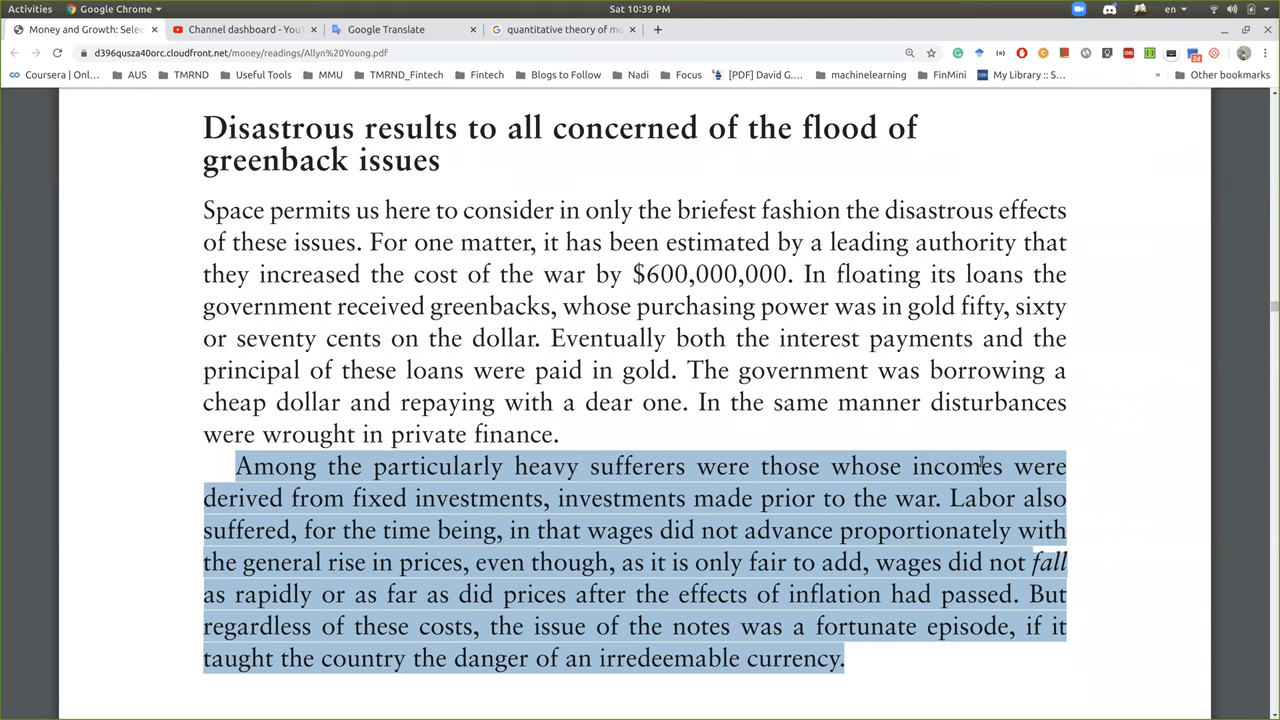 Activities Google Chrome Sat 10:39 PM en
Money and Growth: Selec Channel dashboard - YouT Google Translate quantitative theory of mo
d396qusza40orc.cloudfront.net/money/readings/Allyn%20Young.pdf
Coursera | Onl... AUS TMRND Useful Tools MMU TMRND_Fintech Fintech Blogs to Follow Nadi Focus [PDF] David G.... machinelearning FinMini My Library :: S... » Other bookmarks
Disastrous results to all concerned of the flood of
greenback issues
Space permits us here to consider in only the briefest fashion the disastrous effects
of these issues. For one matter, it has been estimated by a leading authority that
they increased the cost of the war by $600,000,000. In floating its loans the
government received greenbacks, whose purchasing power was in gold fifty, sixty
or seventy cents on the dollar. Eventually both the interest payments and the
principal of these loans were paid in gold. The government was borrowing a
cheap dollar and repaying with a dear one. In the same manner disturbances
were wrought in private finance.
Among the particularly heavy sufferers were those whose incomes were
derived from fixed investments, investments made prior to the war. Labor also
suffered, for the time being, in that wages did not advance proportionately with
the general rise in prices, even though, as it is only fair to add, wages did not fall
as rapidly or as far as did prices after the effects of inflation had passed. But
regardless of these costs, the issue of the notes was a fortunate episode, if it
taught the country the danger of an irredeemable currency.